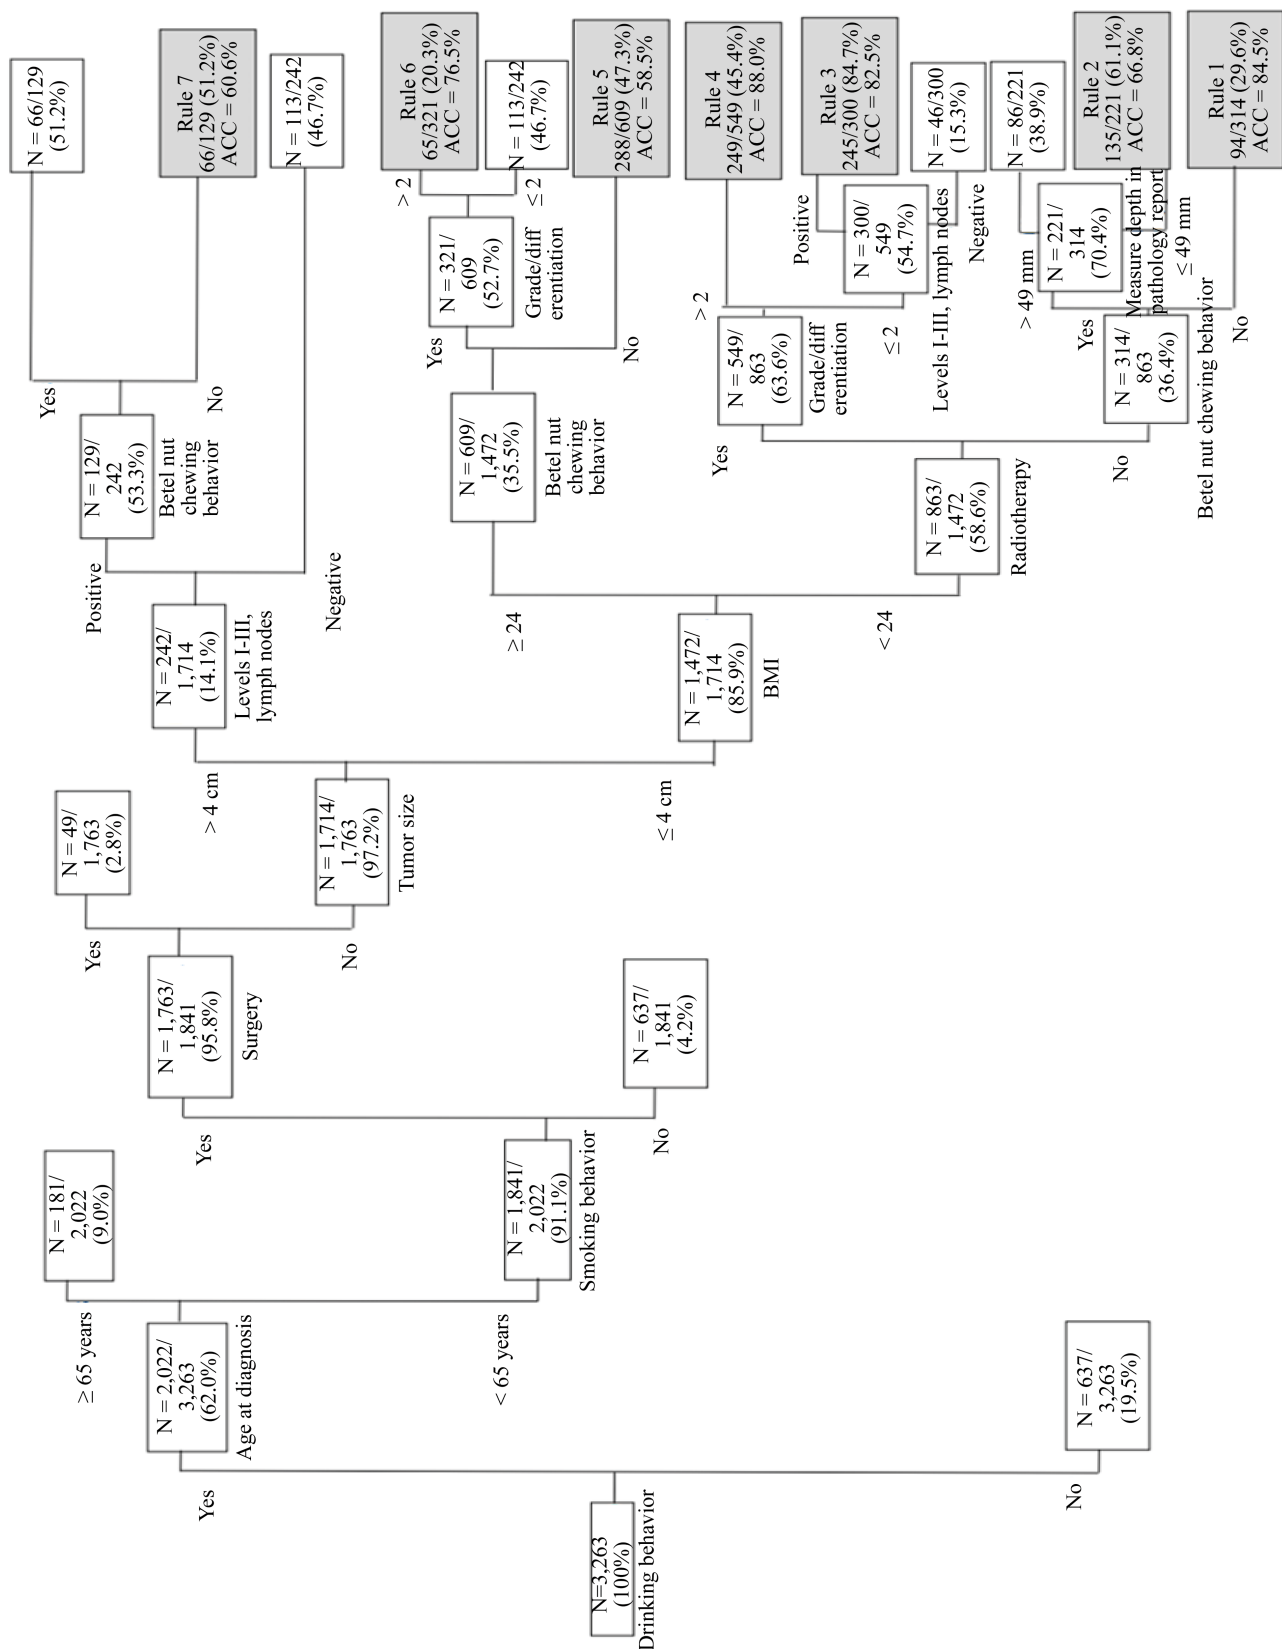 N=3,263
(100%)
Drinking behavior
Yes
No
N = 2,022/
3,263
(62.0%)
Age at diagnosis
N = 637/
3,263
(19.5%)
≥ 65 years
< 65 years
N = 181/
2,022
(9.0%)
N = 1,841/
2,022
(91.1%)
Smoking behavior
Yes
No
N = 1,763/
1,841
(95.8%)
Surgery
N = 637/
1,841
(4.2%)
Yes
No
N = 49/
1,763
(2.8%)
N = 1,714/
1,763
(97.2%)
Tumor size
> 4 cm
≤ 4 cm
N = 242/
1,714
(14.1%)
Levels I-III,
lymph nodes
N = 1,472/
1,714
(85.9%)
BMI
Positive
Negative
≥ 24
< 24
N = 129/
242
(53.3%)
Betel nut
chewing
behavior
N = 609/
1,472
(35.5%)
Betel nut
chewing
behavior
N = 863/
1,472
(58.6%)
Radiotherapy
Yes
No
Yes
No
Yes
No
N = 321/
609
(52.7%)
Grade/diff
erentiation
N = 549/
863
(63.6%)
Grade/diff
erentiation
N = 314/
863
(36.4%)
Betel nut chewing behavior
> 2
≤ 2
> 2
≤ 2
Yes
No
N = 300/
549
(54.7%)
Levels I-III, lymph nodes
N = 221/
314
(70.4%)
Measure depth in
pathology report
Positive
Negative
> 49 mm
≤ 49 mm
N = 66/129
(51.2%)
Rule 7
66/129 (51.2%)
ACC = 60.6%
N = 113/242
(46.7%)
Rule 6
65/321 (20.3%)
ACC = 76.5%
N = 113/242
(46.7%)
Rule 5
288/609 (47.3%)
ACC = 58.5%
Rule 4
249/549 (45.4%)
ACC = 88.0%
Rule 3
245/300 (84.7%)
ACC = 82.5%
N = 46/300
(15.3%)
N = 86/221
(38.9%)
Rule 2
135/221 (61.1%)
ACC = 66.8%
Rule 1
94/314 (29.6%)
ACC = 84.5%